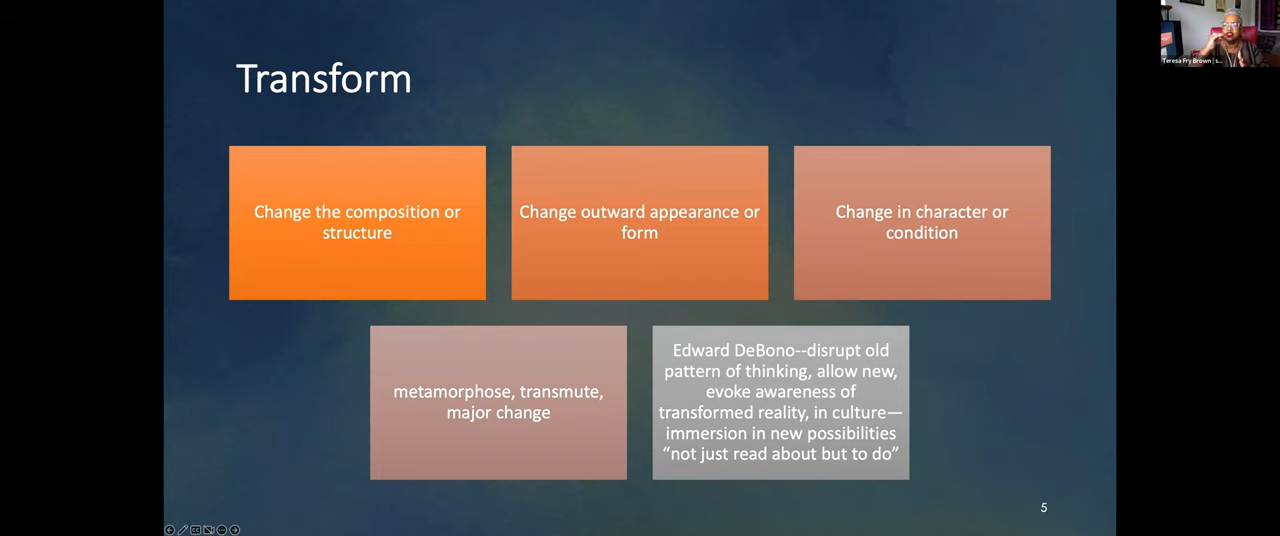 Teresa Fry Brown | s...
Transform
Change the composition or
structure
Change outward appearance or
form
Change in character or
condition
metamorphose, transmute,
major change
Edward DeBono--disrupt old
pattern of thinking, allow new,
evoke awareness of
transformed reality, in culture—
immersion in new possibilities
“not just read about but to do”
5